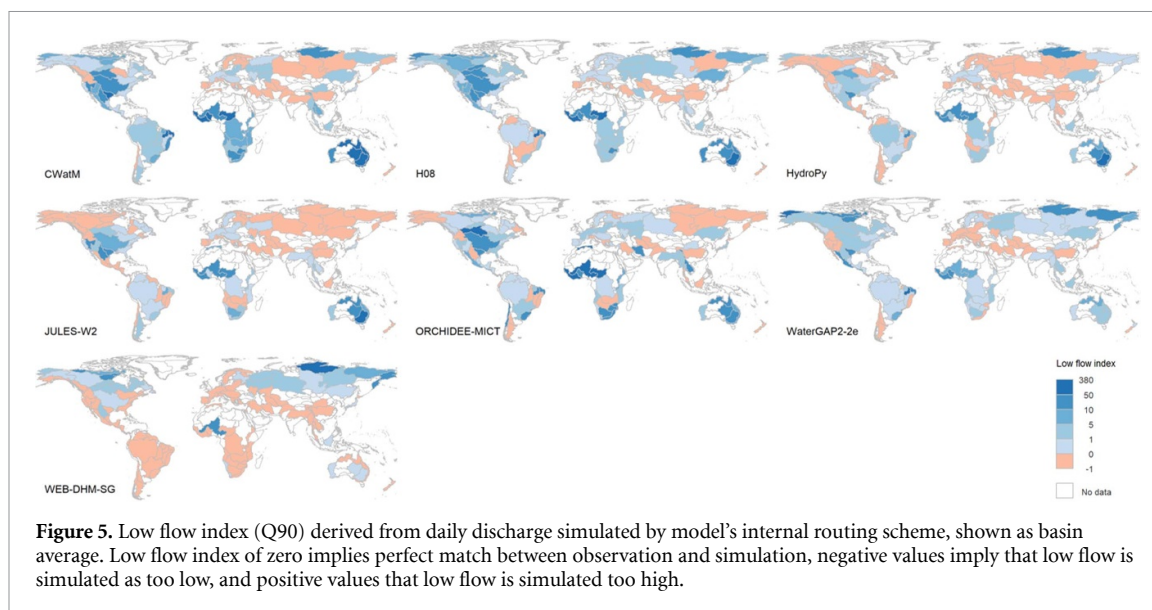 CWatM
H08
HydroPy
JULES-W2
ORCHIDEE-MICT
WaterGAP2-2e
WEB-DHM-SG
Low flow index
380
50
10
5
1
0
-1
No data
Figure 5. Low flow index (Q90) derived from daily discharge simulated by model’s internal routing scheme, shown as basin
average. Low flow index of zero implies perfect match between observation and simulation, negative values imply that low flow is
simulated as too low, and positive values that low flow is simulated too high.